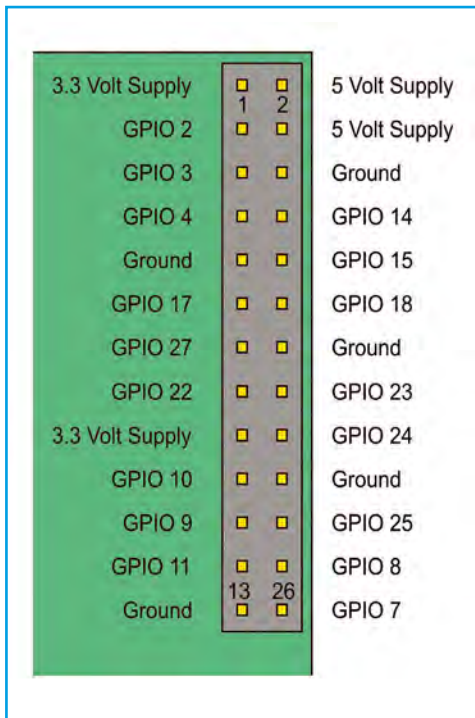 3.3 Volt Supply 5 Volt Supply
1 2
GPIO 2 5 Volt Supply
GPIO 3 Ground
GPIO 4 GPIO 14
Ground GPIO 15
GPIO 17 GPIO 18
GPIO 27 Ground
GPIO 22 GPIO 23
3.3 Volt Supply GPIO 24
GPIO 10 Ground
GPIO 9 GPIO 25
GPIO 11 GPIO 8
13 26
Ground GPIO 7